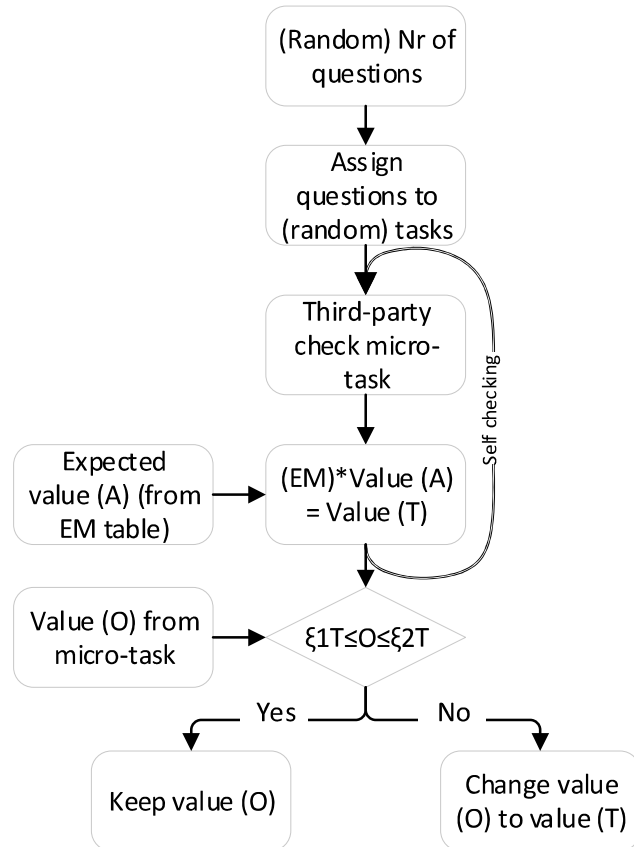 (Random) Nr of
questions
Assign
questions to
(random) tasks
Third-party
check micro-
task
Self checking
Expected
value (A) (from
EM table)
(EM)*Value (A)
= Value (T)
Value (O) from
micro-task
ξ1T≤O≤ξ2T
Yes
No
Keep value (O)
Change value
(O) to value (T)